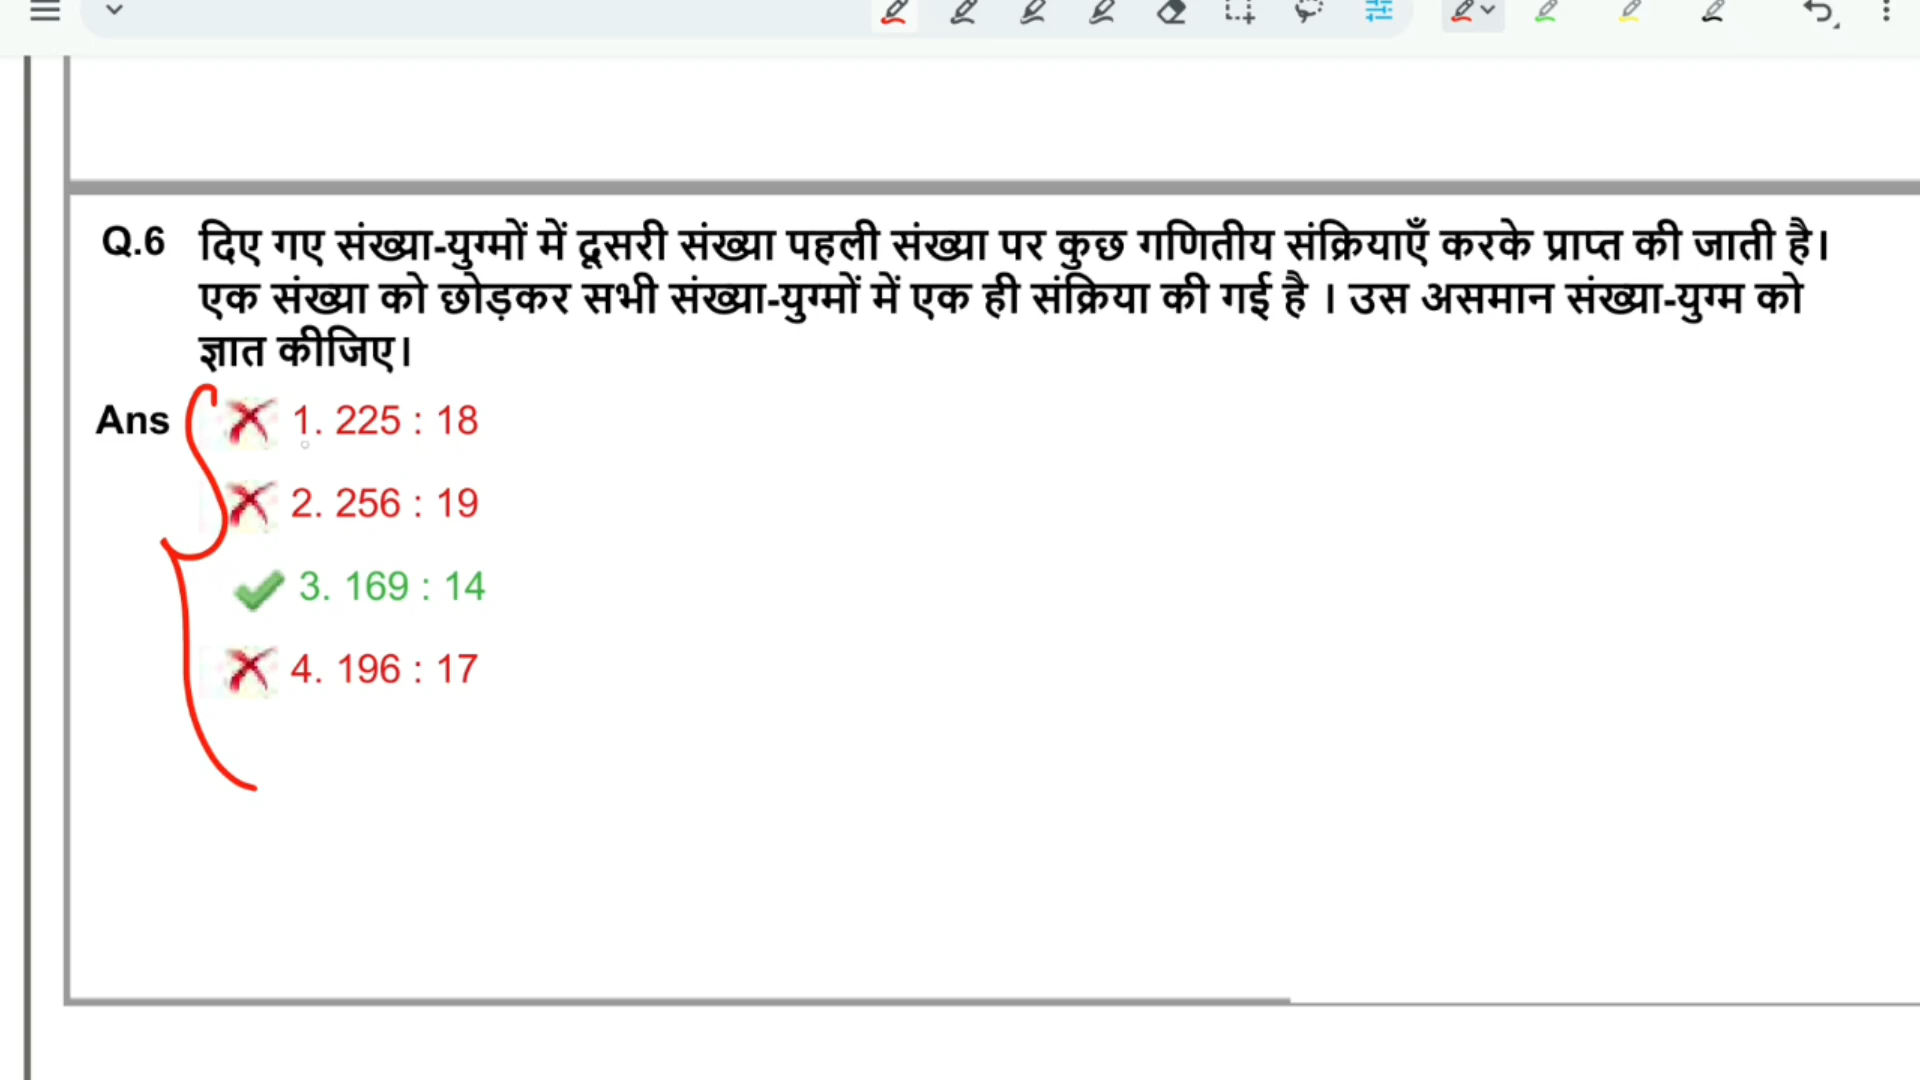 Q.6 दिए गए संख्या-युग्मों में दूसरी संख्या पहली संख्या पर कुछ गणितीय संक्रियाएँ करके प्राप्त की जाती है।
एक संख्या को छोड़कर सभी संख्या-युग्मों में एक ही संक्रिया की गई है । उस असमान संख्या-युग्म को
ज्ञात कीजिए।
Ans 1. 225 : 18
2. 256 : 19
3. 169 : 14
4. 196 : 17